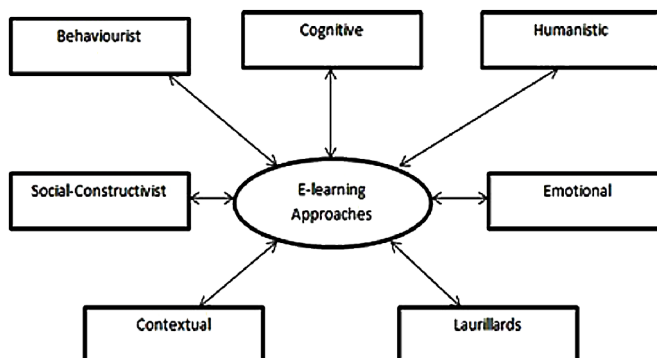 Behaviourist
Cognitive
Humanistic
Social-Constructivist
E-learning
Approaches
Emotional
Contextual
Laurillards